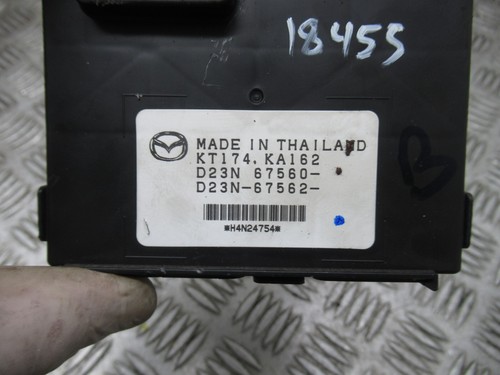 18455
MADE IN THAILAND
KT174, KA162
D23N 67560-
D23N-67562-
*H4N24754*
B